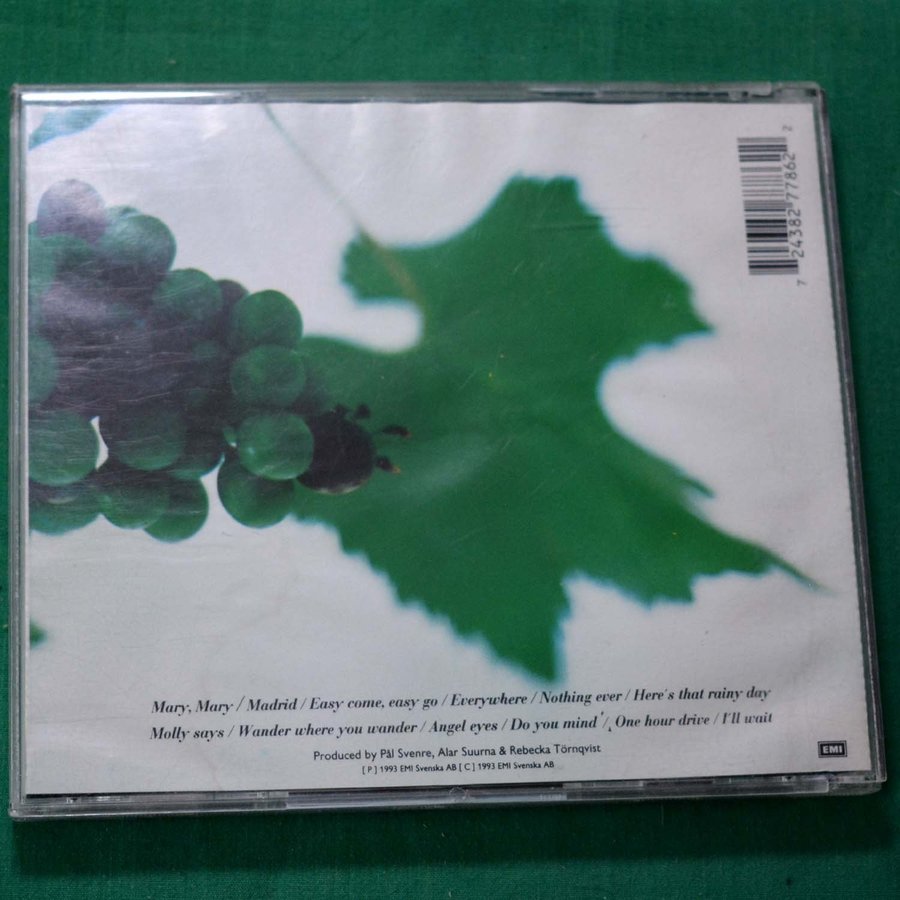 7 24382 77862 2
Mary, Mary / Madrid / Easy come, easy go / Everywhere / Nothing ever / Here's that rainy day
Molly says / Wander where you wander / Angel eyes / Do you mind / One hour drive / I'll wait
Produced by Pål Svenre, Alar Suurna & Rebecka Törnqvist
[ P ] 1993 EMI Svenska AB [ C ] 1993 EMI Svenska AB
EMI